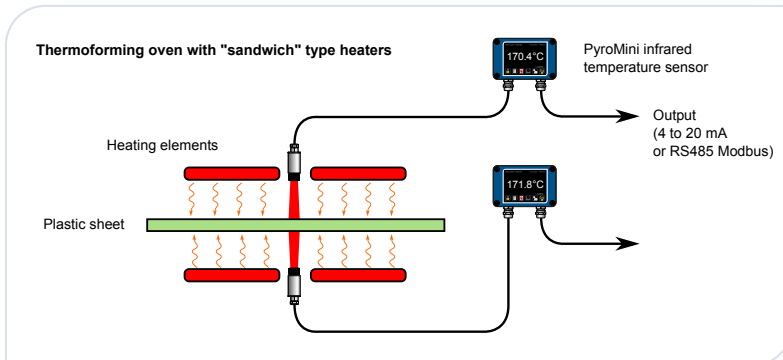 Thermoforming oven with "sandwich" type heaters
170.4°C
PyroMini infrared
temperature sensor
Output
(4 to 20 mA
or RS485 Modbus)
Heating elements
171.8°C
Plastic sheet